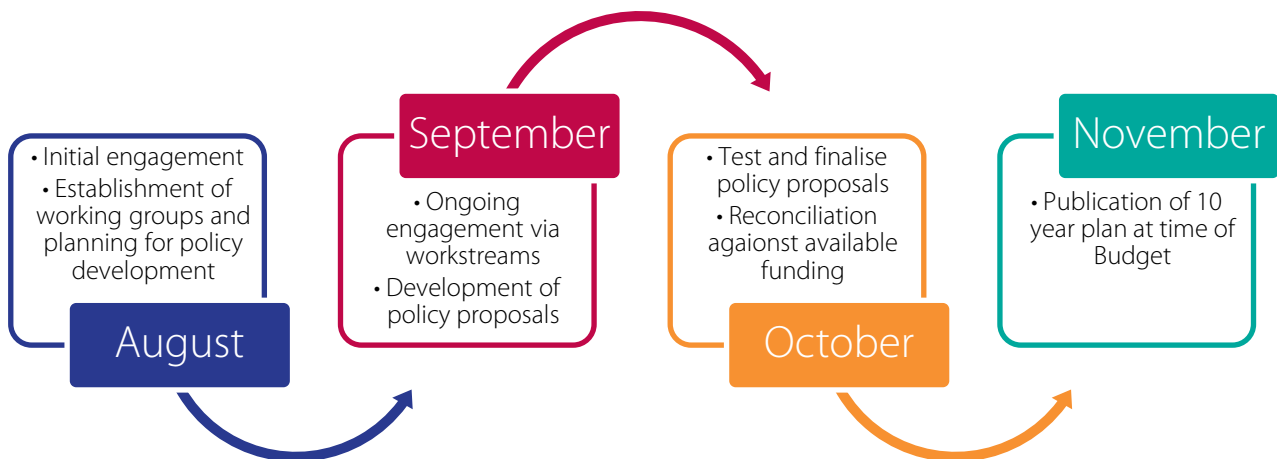 • Initial engagement
• Establishment of
working groups and
planning for policy
development
August
September
• Ongoing
engagement via
workstreams
• Development of
policy proposals
• Test and finalise
policy proposals
• Reconciliation
agaionst available
funding
October
November
• Publication of 10
year plan at time of
Budget